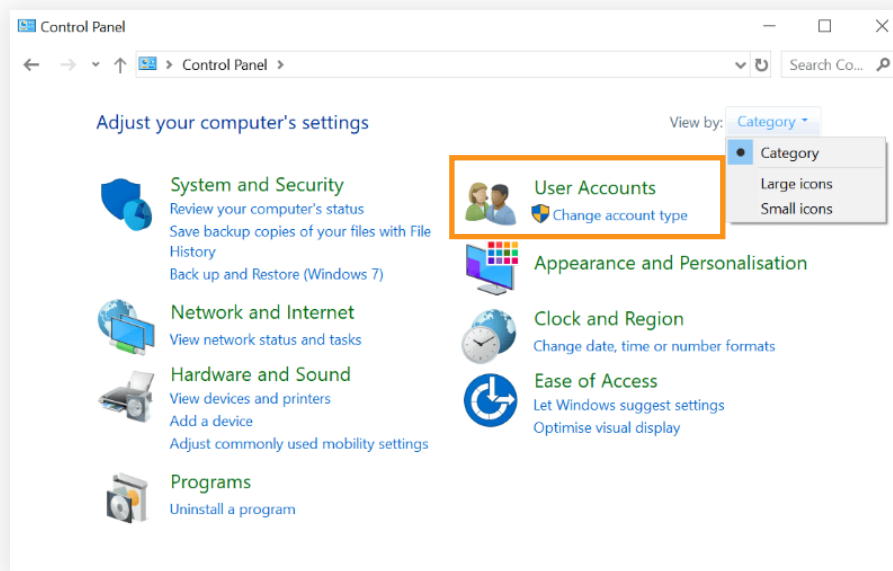 Control Panel
Control Panel
Search Co...
Adjust your computer's settings
View by: Category
Category
Large icons
Small icons
System and Security
Review your computer's status
Save backup copies of your files with File
History
Back up and Restore (Windows 7)
Network and Internet
View network status and tasks
Hardware and Sound
View devices and printers
Add a device
Adjust commonly used mobility settings
Programs
Uninstall a program
User Accounts
Change account type
Appearance and Personalisation
Clock and Region
Change date, time or number formats
Ease of Access
Let Windows suggest settings
Optimise visual display